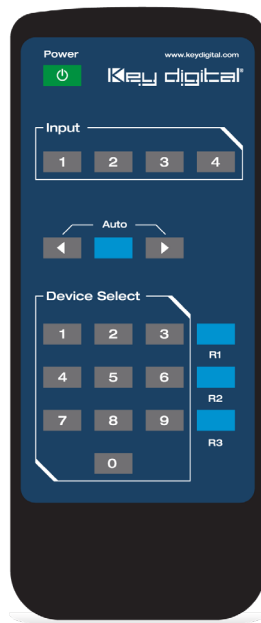 Power www.keydigital.com
Key digital®
Input
1 2 3 4
Auto
Device Select
1 2 3
R1
4 5 6
R2
7 8 9
R3
0